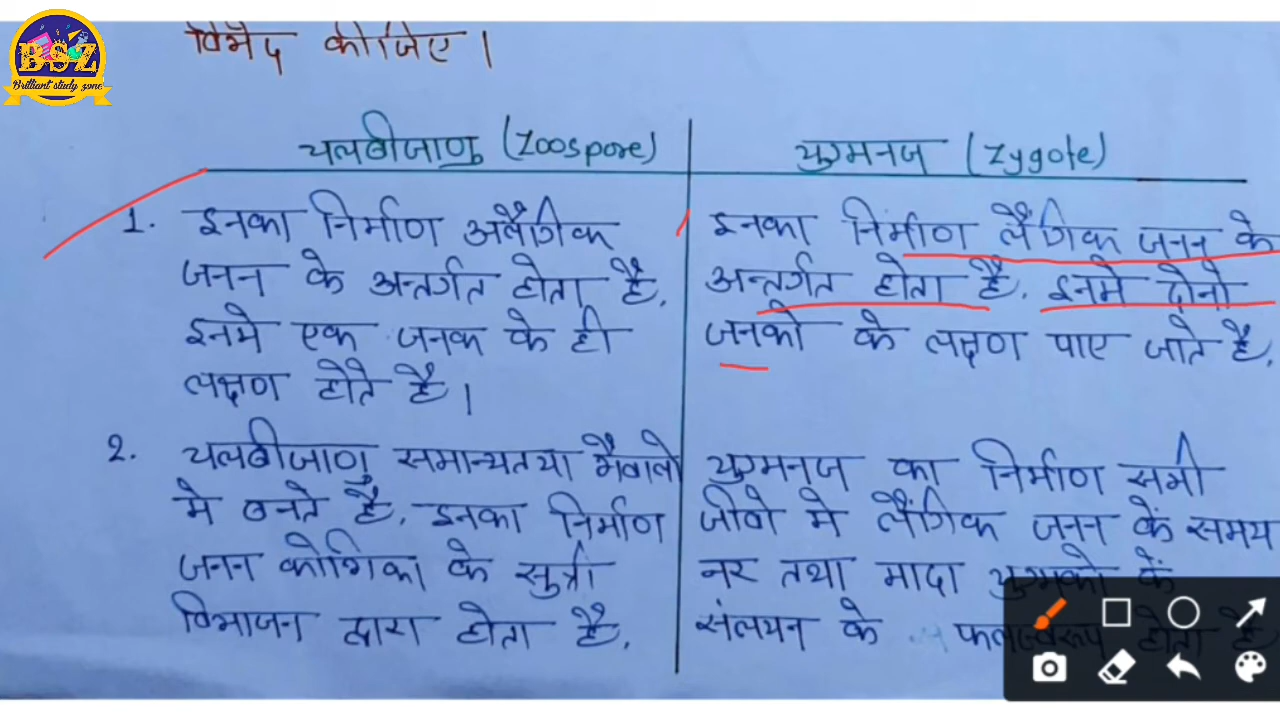 BSZ
Brilliant study zone
विभेद कीजिए।
चलबीजाणु (Zoospore)
युग्मनज (Zygote)
1. इनका निर्माण अलैंगिक
जनन के अन्तर्गत होता है.
इनमे एक जनक के ही
लक्षण होते है।
इनका निर्माण लैंगिक जनन के
अन्तर्गत होता है. इनमे दोनो
जनको के लक्षण पाए जाते है.
2. चलबीजाणु समान्यतया शैवालो
मे बनते है. इनका निर्माण
जनन कोशिका के सुत्री
विभाजन द्वारा होता है.
युग्मनज का निर्माण सभी
जीवो मे लैंगिक जनन के समय
नर तथा मादा युग्मको कें
संलयन के फलस्वरूप होता है